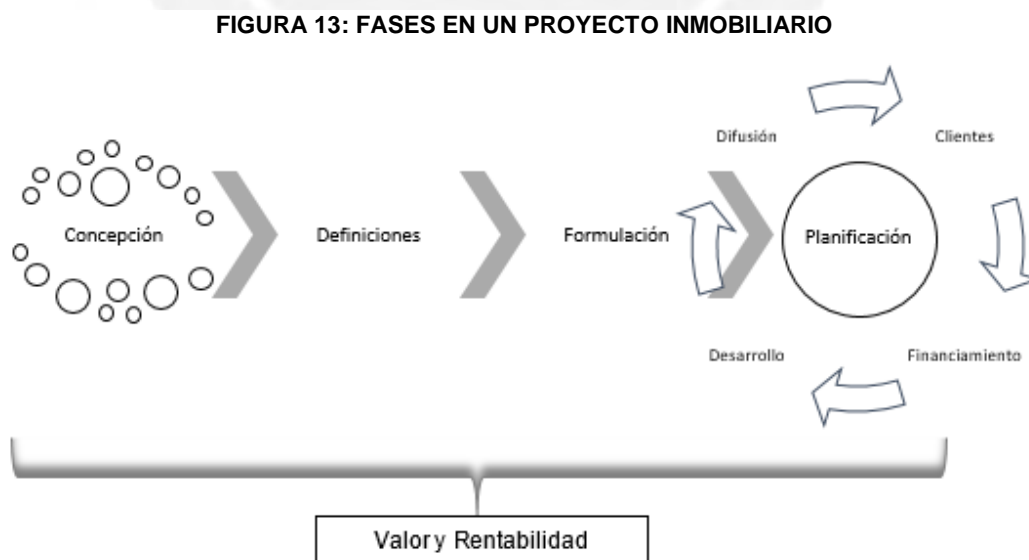 FIGURA 13: FASES EN UN PROYECTO INMOBILIARIO
Difusión
Clientes
Concepción
Definiciones
Formulación
Planificación
Desarrollo
Financiamiento
Valor y Rentabilidad